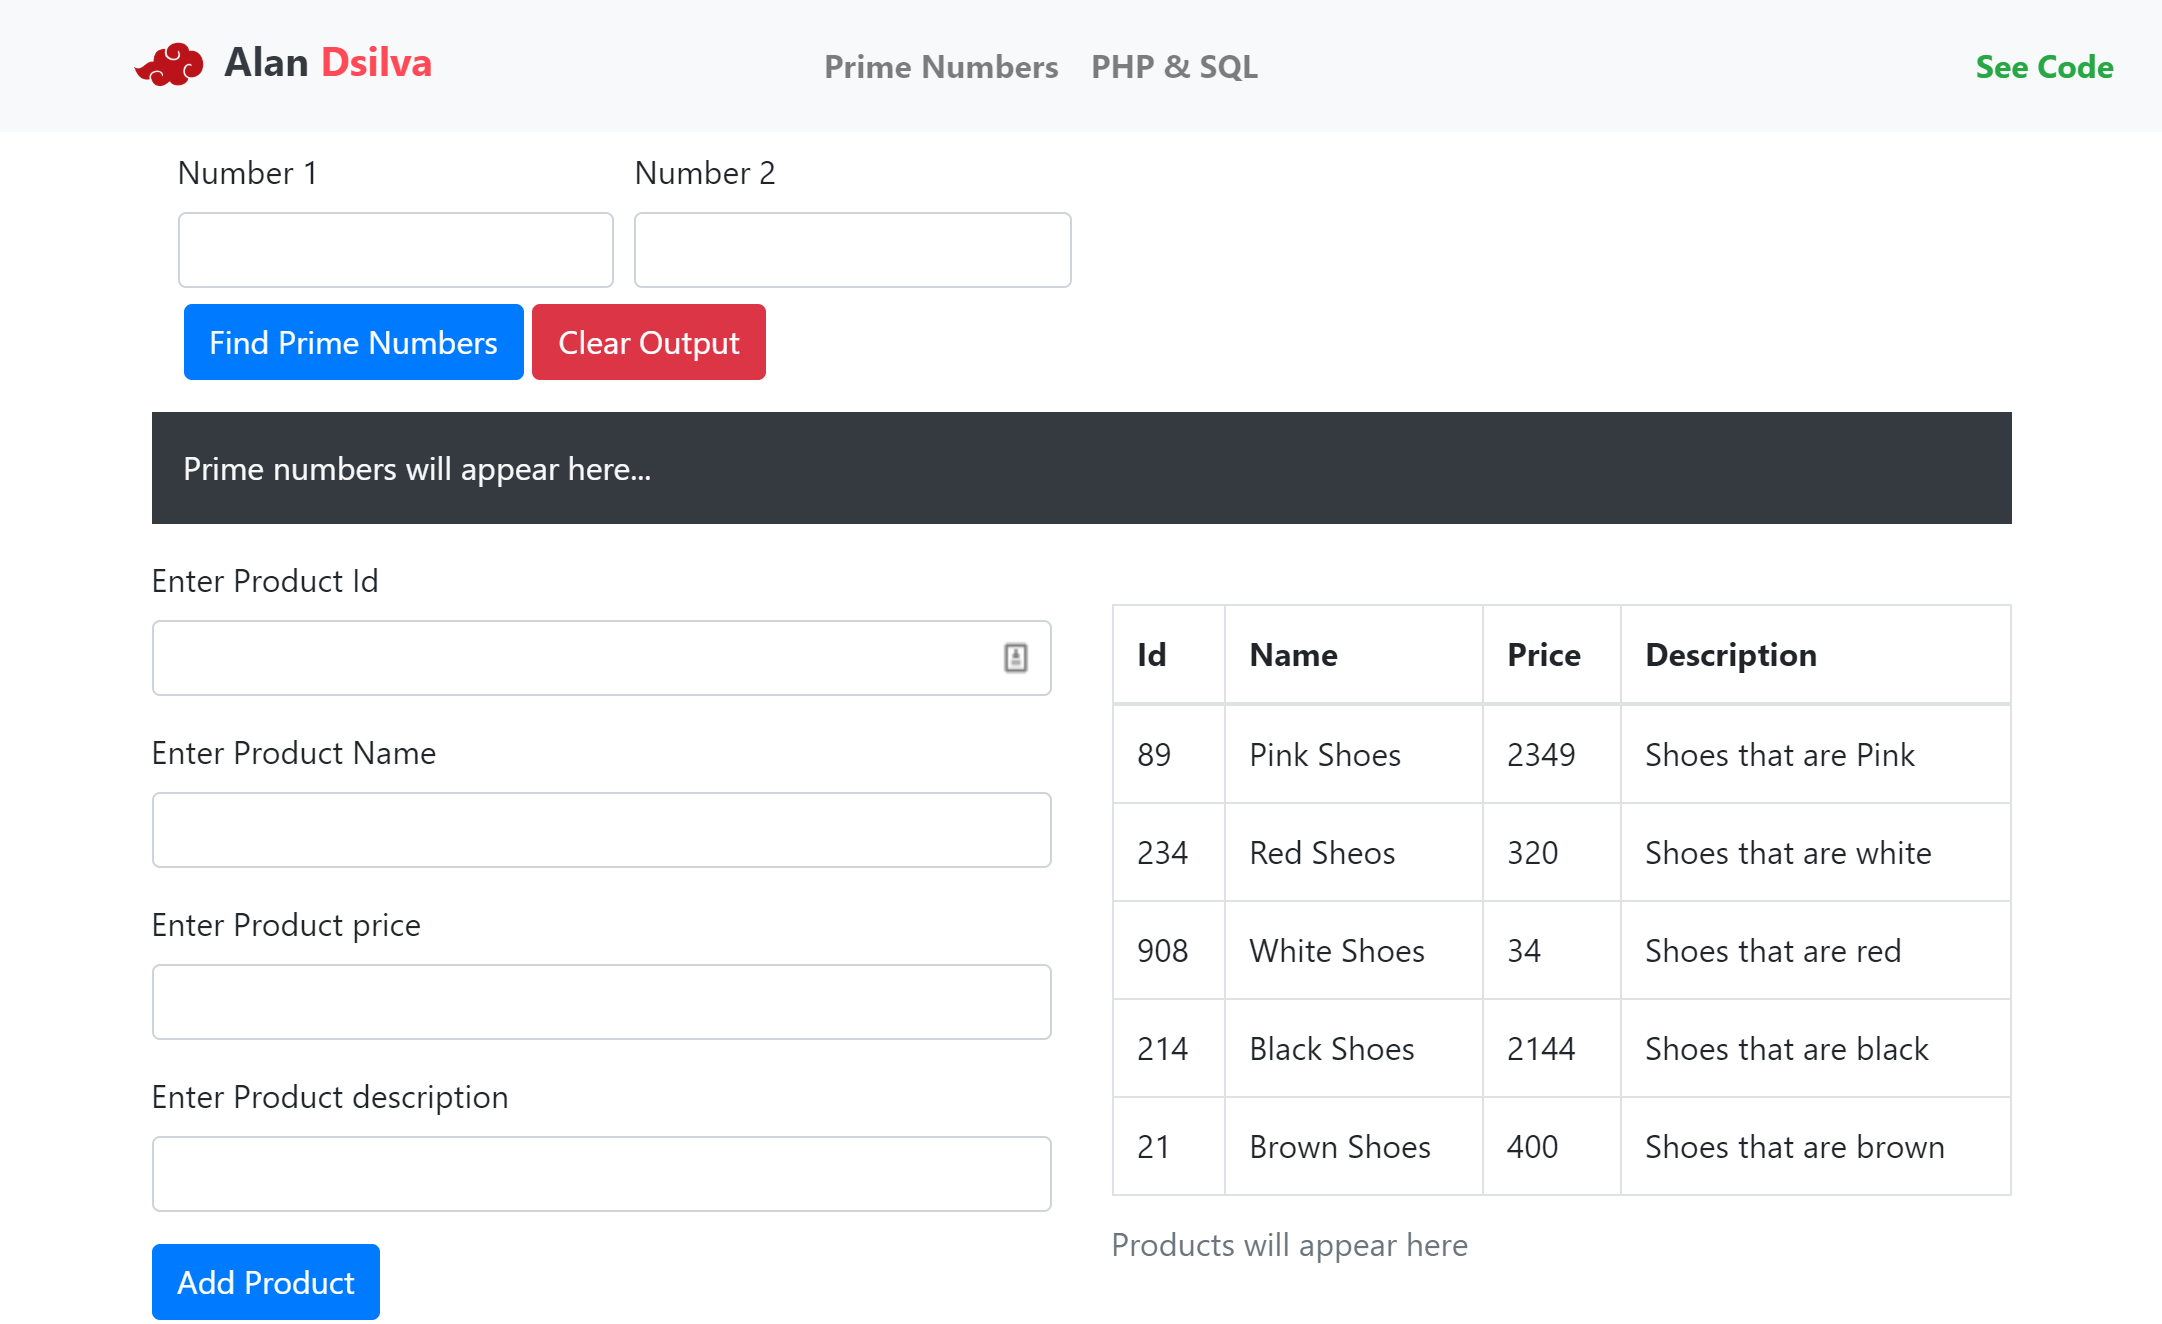 Alan Dsilva
Prime Numbers PHP & SQL
See Code
Number 1 Number 2
Find Prime Numbers Clear Output
Prime numbers will appear here...
Enter Product Id
Enter Product Name
Enter Product price
Enter Product description
Add Product
Id Name Price Description
89 Pink Shoes 2349 Shoes that are Pink
234 Red Sheos 320 Shoes that are white
908 White Shoes 34 Shoes that are red
214 Black Shoes 2144 Shoes that are black
21 Brown Shoes 400 Shoes that are brown
Products will appear here